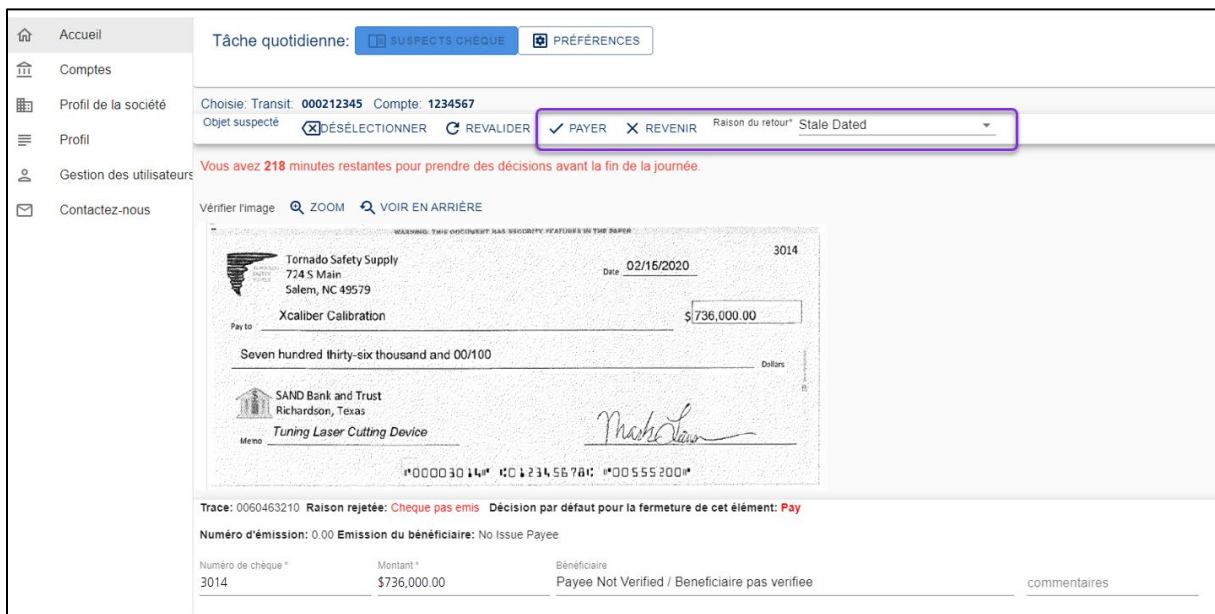 Accueil
Comptes
Profil de la société
Profil
Gestion des utilisateurs
Contactez-nous
Tâche quotidienne: SUSPECTS CHÈQUE PRÉFÉRENCES
Choisie: Transit: 000212345 Compte: 1234567
Objet suspecté DÉSÉLECTIONNER REVALIDER PAYER REVENIR Raison du retour* Stale Dated
Vous avez 218 minutes restantes pour prendre des décisions avant la fin de la journée.
Vérifier l'image ZOOM VOIR EN ARRIÈRE
WARNING: THIS DOCUMENT HAS SECURITY FEATURES IN THE PAPER
3014
Tornado Safety Supply
724 S Main
Salem, NC 49579
Date 02/15/2020
Pay to Xcaliber Calibration $ 736,000.00
Seven hundred thirty-six thousand and 00/100 Dollars
SAND Bank and Trust
Richardson, Texas
Memo Tuning Laser Cutting Device
⑈00003014⑈ ⑆012345678⑆ ⑈00555200⑈
Trace: 0060463210 Raison rejetée: Cheque pas emis Décision par défaut pour la fermeture de cet élément: Pay
Numéro d'émission: 0.00 Emission du bénéficiaire: No Issue Payee
Numéro de chèque * Montant * Bénéficiaire
3014 $736,000.00 Payee Not Verified / Beneficiaire pas verifiee commentaires